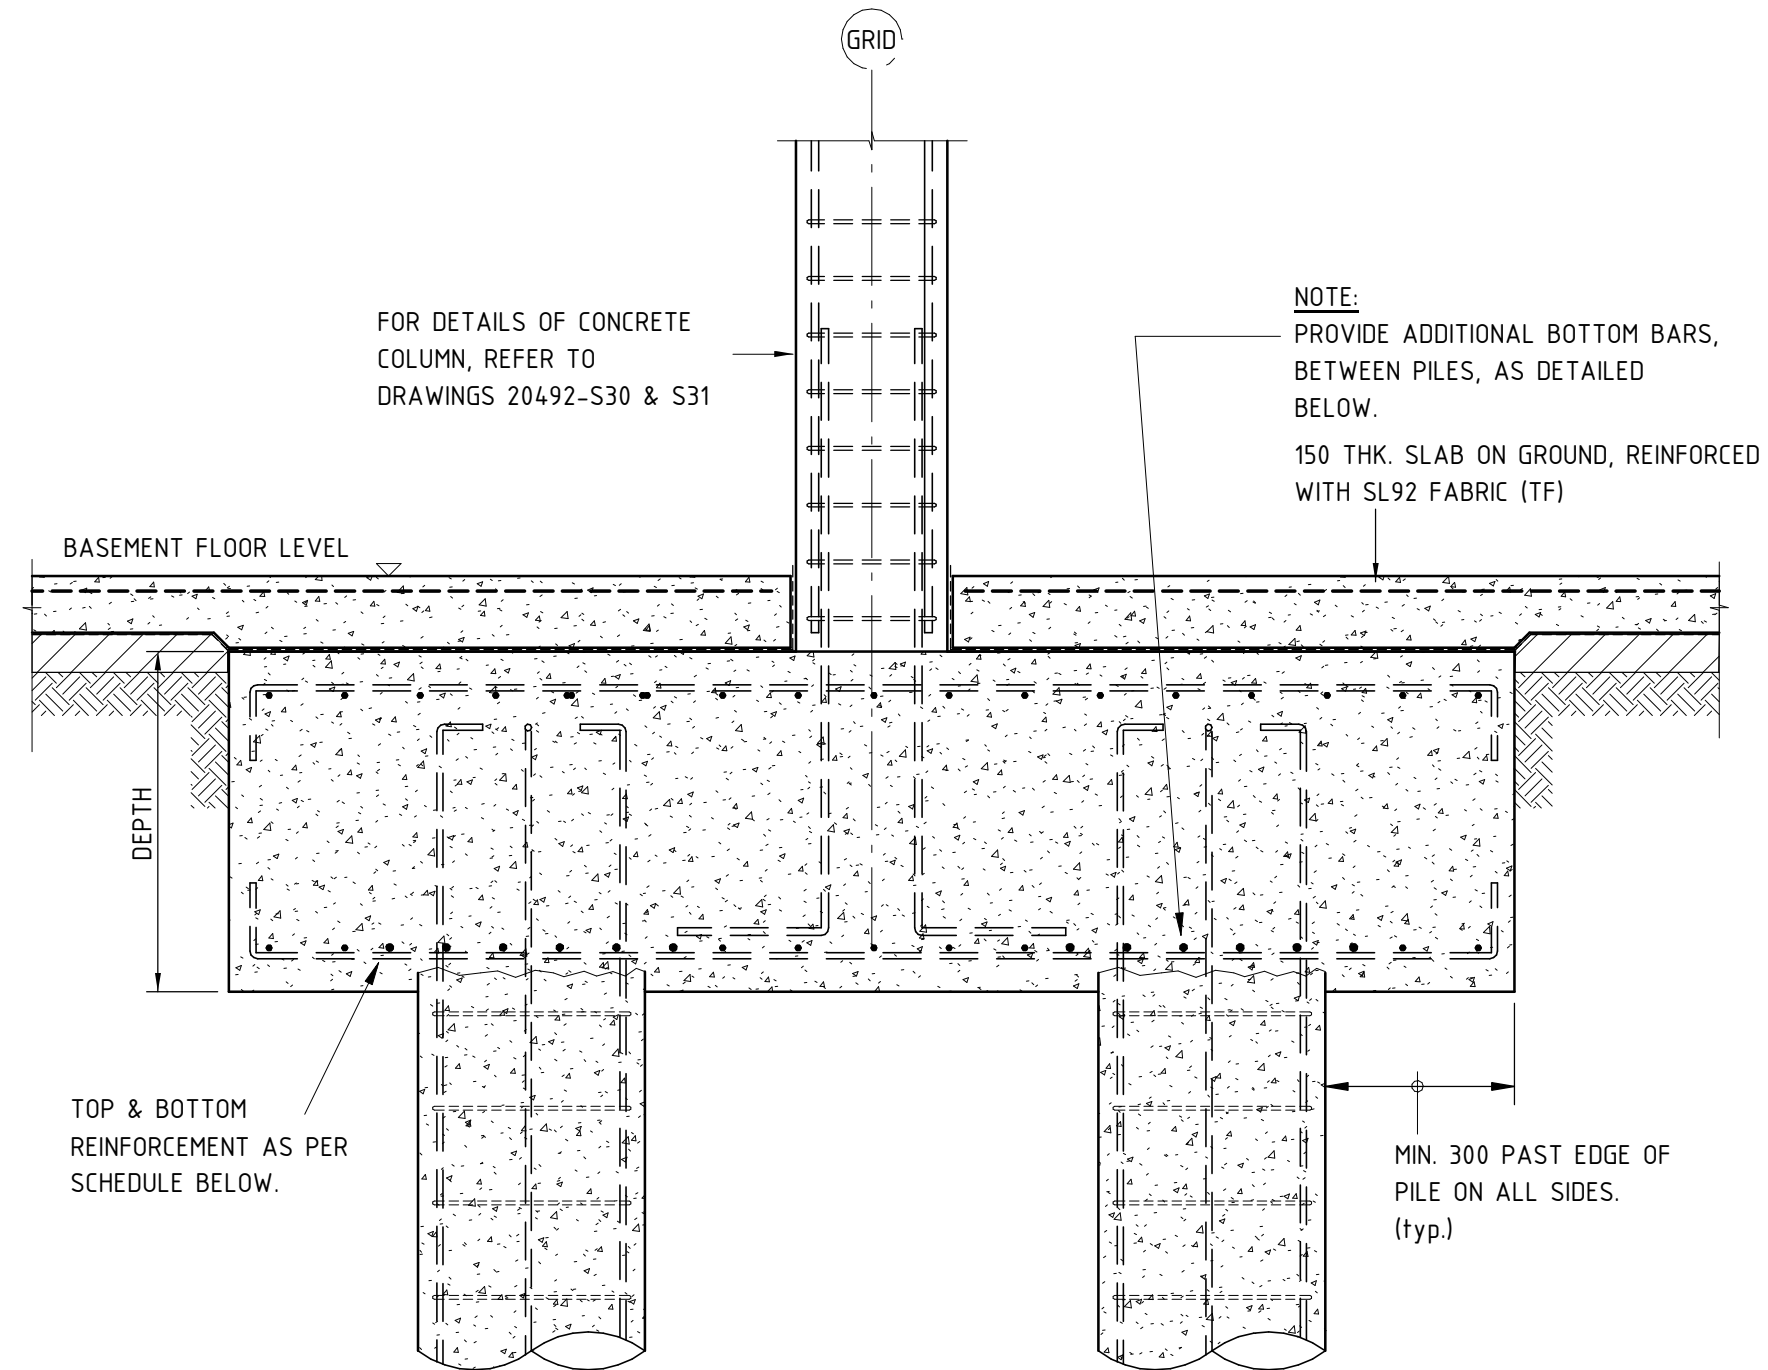 GRID
FOR DETAILS OF CONCRETE
COLUMN, REFER TO
DRAWINGS 20492-S30 & S31
NOTE:
PROVIDE ADDITIONAL BOTTOM BARS,
BETWEEN PILES, AS DETAILED
BELOW.
150 THK. SLAB ON GROUND, REINFORCED
WITH SL92 FABRIC (TF)
BASEMENT FLOOR LEVEL
DEPTH
TOP & BOTTOM
REINFORCEMENT AS PER
SCHEDULE BELOW.
MIN. 300 PAST EDGE OF
PILE ON ALL SIDES.
(typ.)